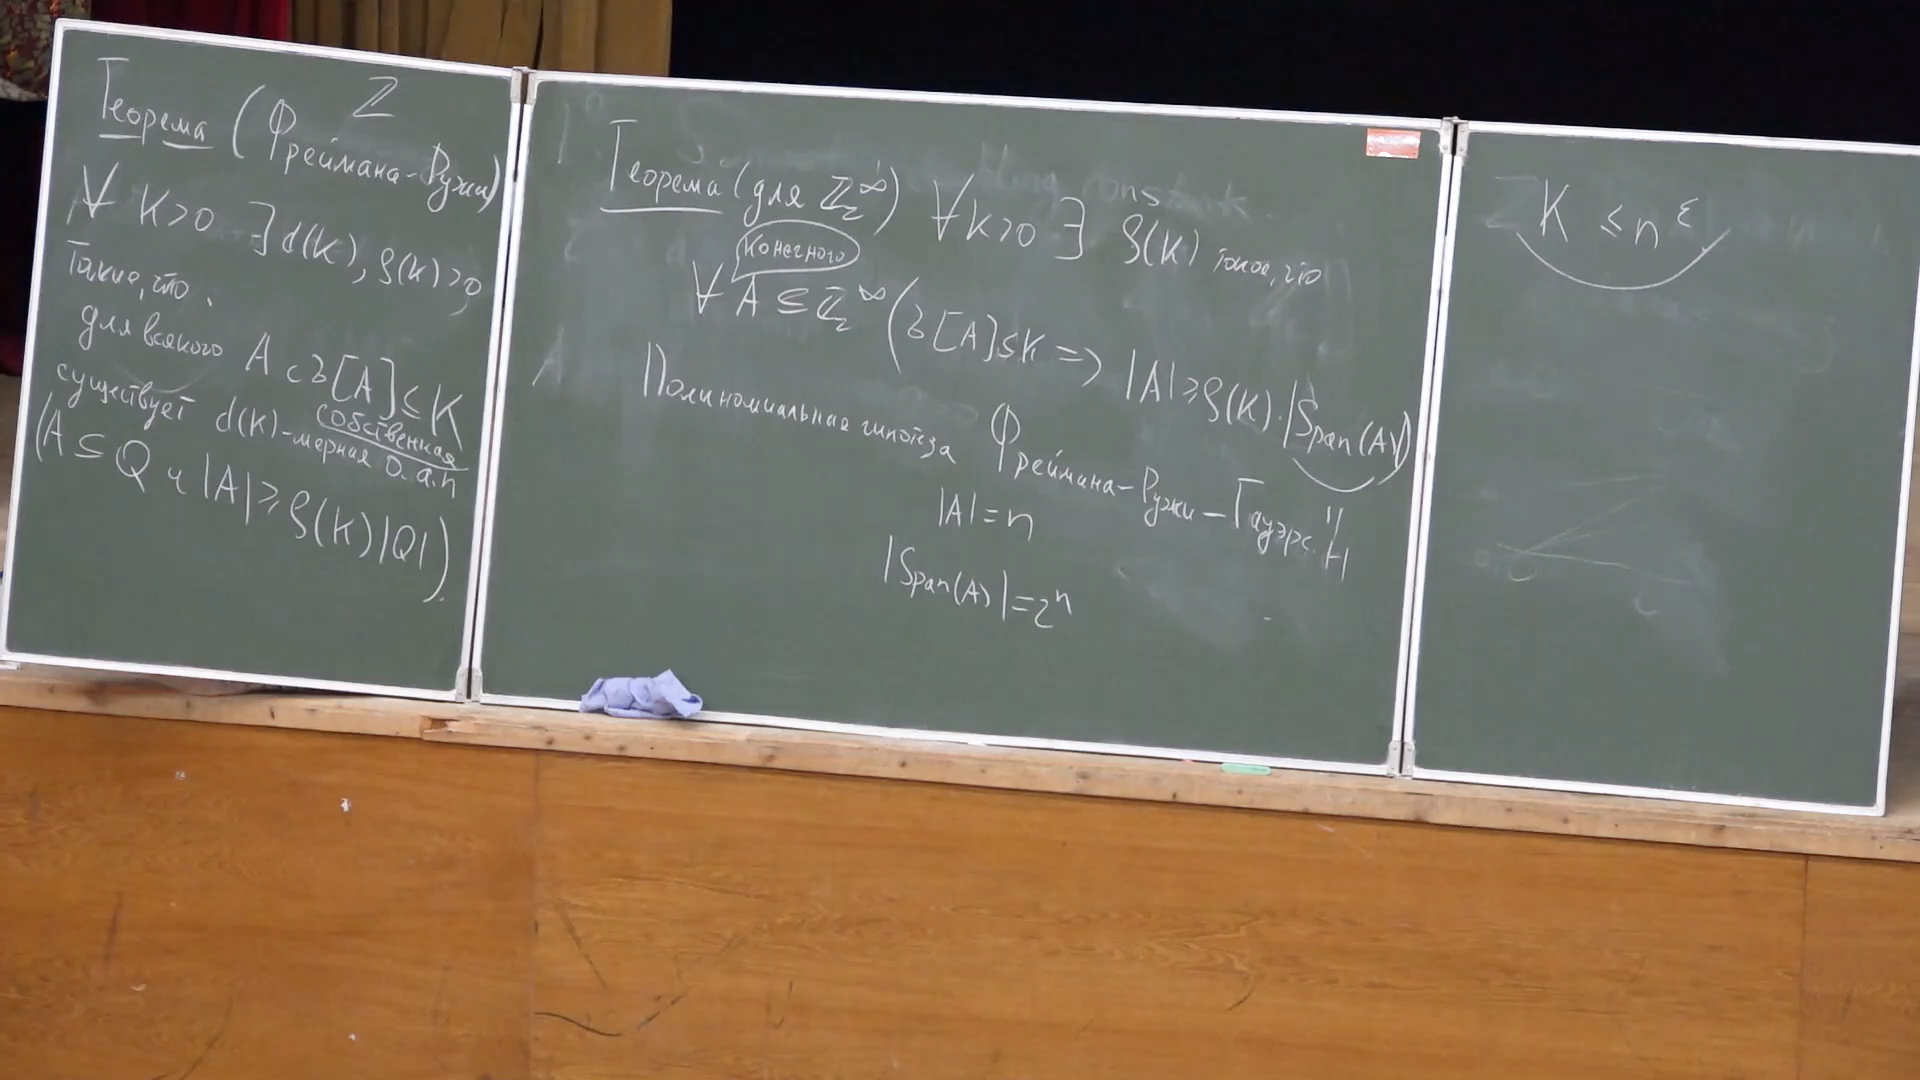 ℤ
Теорема (Фреймана-Ружи)
∀ K>0 ∃ d(K), ρ(K)>0,
такие, что
для всякого A с σ[A]≤K
существует d(K)-мерная собственная о.а.п
(A ⊆ Q и |A| ≥ ρ(K)|Q|).
Теорема (для ℤ₂^∞) ∀K>0 ∃ ρ(K) такое, что
конечного
∀ A ⊆ ℤ₂^∞ (σ[A]≤K => |A|≥ρ(K)·|Span(A)|)
Полиномиальная гипотеза Фреймана-Ружи-Гауэрс.
|A|=n
|Span(A)|=2ⁿ
H
K ≤ n^ε